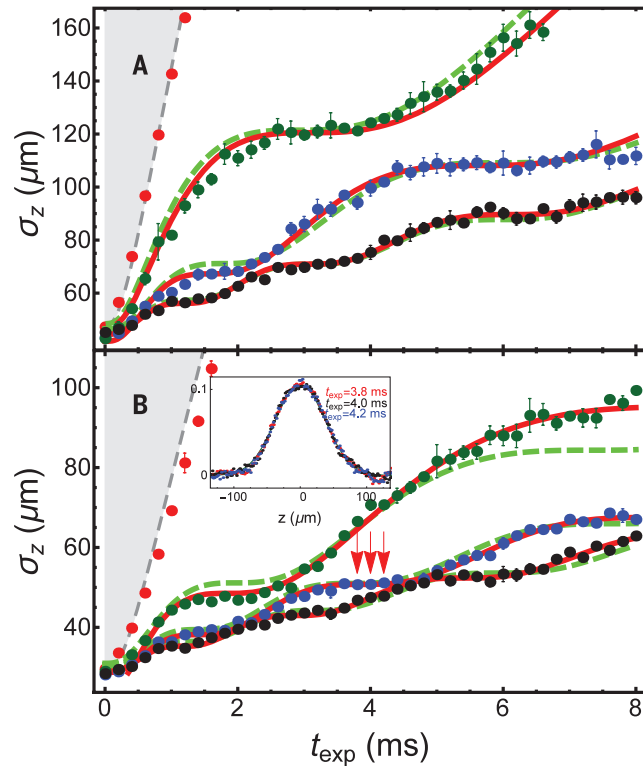 A
160
140
120
100
80
60
σz (μm)
B
100
80
60
40
σz (μm)
0.1
0
texp=3.8 ms
texp=4.0 ms
texp=4.2 ms
−100
0
100
z (μm)
0
2
4
6
8
texp (ms)